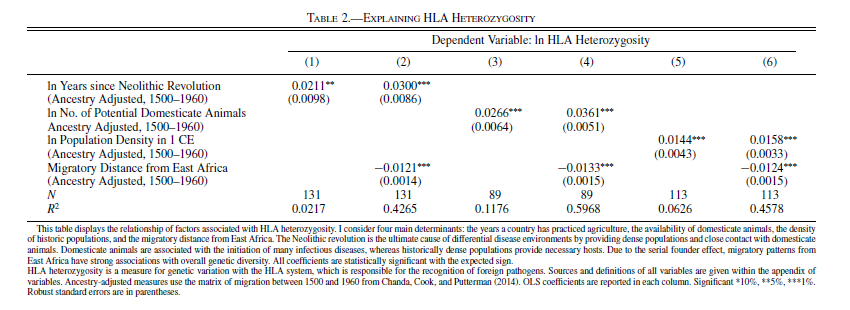 TABLE 2.—EXPLAINING HLA HETEROZYGOSITY
Dependent Variable: ln HLA Heterozygosity
(1) (2) (3) (4) (5) (6)
ln Years since Neolithic Revolution 0.0211** 0.0300***
(Ancestry Adjusted, 1500–1960) (0.0098) (0.0086)
ln No. of Potential Domesticate Animals 0.0266*** 0.0361***
Ancestry Adjusted, 1500–1960) (0.0064) (0.0051)
ln Population Density in 1 CE 0.0144*** 0.0158***
(Ancestry Adjusted, 1500–1960) (0.0043) (0.0033)
Migratory Distance from East Africa −0.0121*** −0.0133*** −0.0124***
(Ancestry Adjusted, 1500–1960) (0.0014) (0.0015) (0.0015)
N 131 131 89 89 113 113
R2 0.0217 0.4265 0.1176 0.5968 0.0626 0.4578
This table displays the relationship of factors associated with HLA heterozygosity. I consider four main determinants: the years a country has practiced agriculture, the availability of domesticate animals, the density
of historic populations, and the migratory distance from East Africa. The Neolithic revolution is the ultimate cause of differential disease environments by providing dense populations and close contact with domesticate
animals. Domesticate animals are associated with the initiation of many infectious diseases, whereas historically dense populations provide necessary hosts. Due to the serial founder effect, migratory patterns from
East Africa have strong associations with overall genetic diversity. All coefficients are statistically significant with the expected sign.
HLA heterozygosity is a measure for genetic variation with the HLA system, which is responsible for the recognition of foreign pathogens. Sources and definitions of all variables are given within the appendix of
variables. Ancestry-adjusted measures use the matrix of migration between 1500 and 1960 from Chanda, Cook, and Putterman (2014). OLS coefficients are reported in each column. Significant *10%, **5%, ***1%.
Robust standard errors are in parentheses.